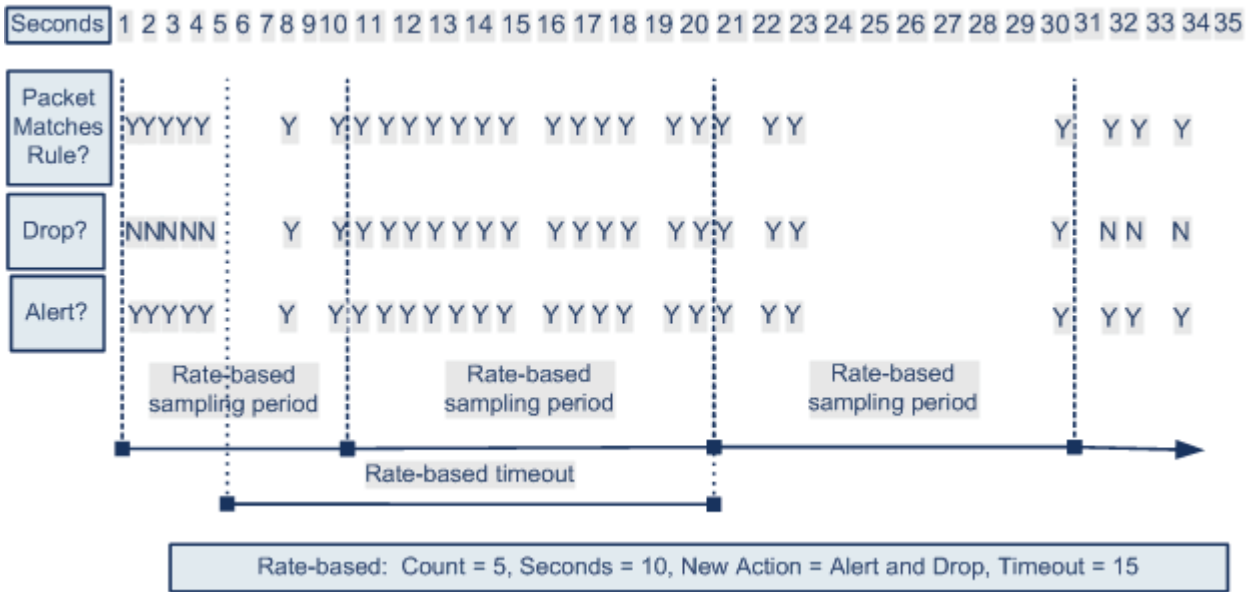 Seconds 1 2 3 4 5 6 7 8 9 10 11 12 13 14 15 16 17 18 19 20 21 22 23 24 25 26 27 28 29 30 31 32 33 34 35
Packet
Matches
Rule?
YYYYY Y Y Y Y Y Y Y Y Y Y Y Y Y Y Y Y Y Y Y Y Y Y
Drop? NNNNN Y Y Y Y Y Y Y Y Y Y Y Y Y Y Y Y Y Y Y N N N
Alert? YYYYY Y Y Y Y Y Y Y Y Y Y Y Y Y Y Y Y Y Y Y Y Y Y
Rate-based
sampling period
Rate-based
sampling period
Rate-based
sampling period
Rate-based timeout
Rate-based: Count = 5, Seconds = 10, New Action = Alert and Drop, Timeout = 15